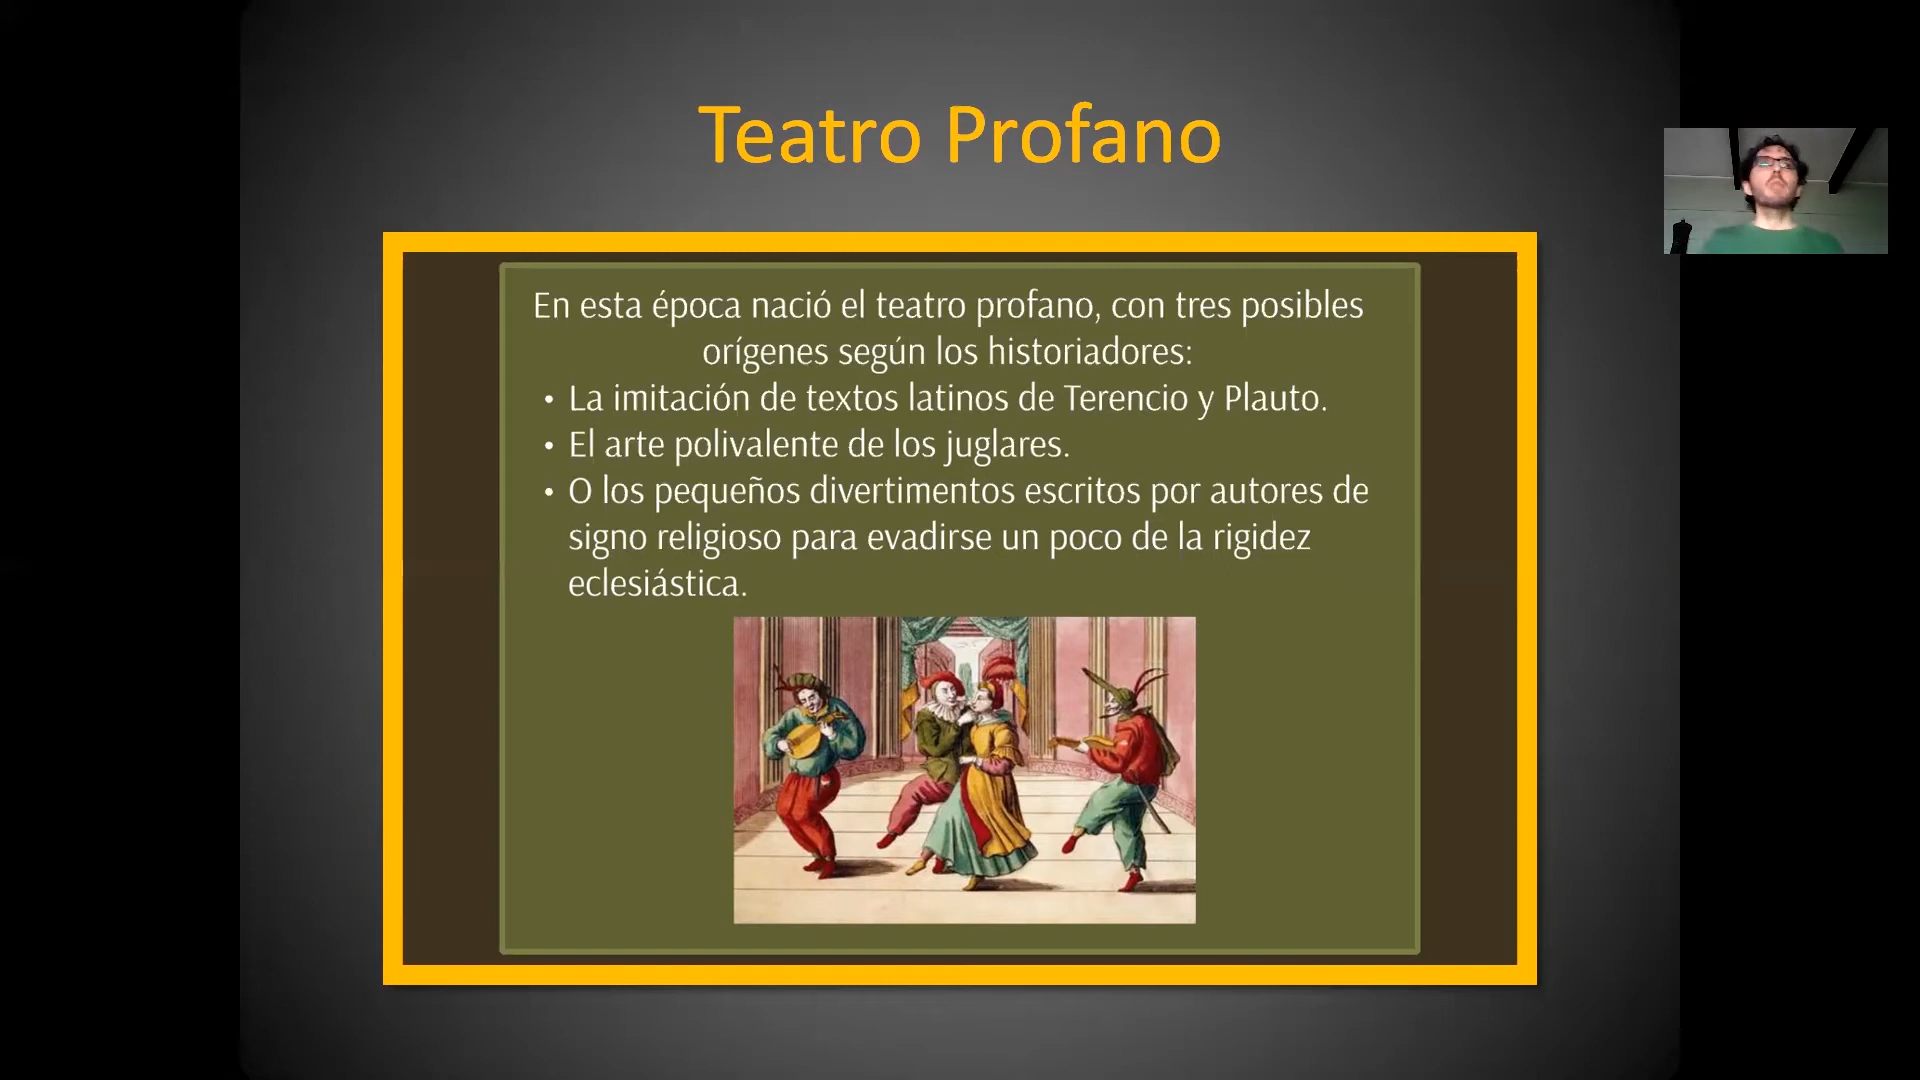 Teatro Profano
En esta época nació el teatro profano, con tres posibles
orígenes según los historiadores:
• La imitación de textos latinos de Terencio y Plauto.
• El arte polivalente de los juglares.
• O los pequeños divertimentos escritos por autores de
signo religioso para evadirse un poco de la rigidez
eclesiástica.